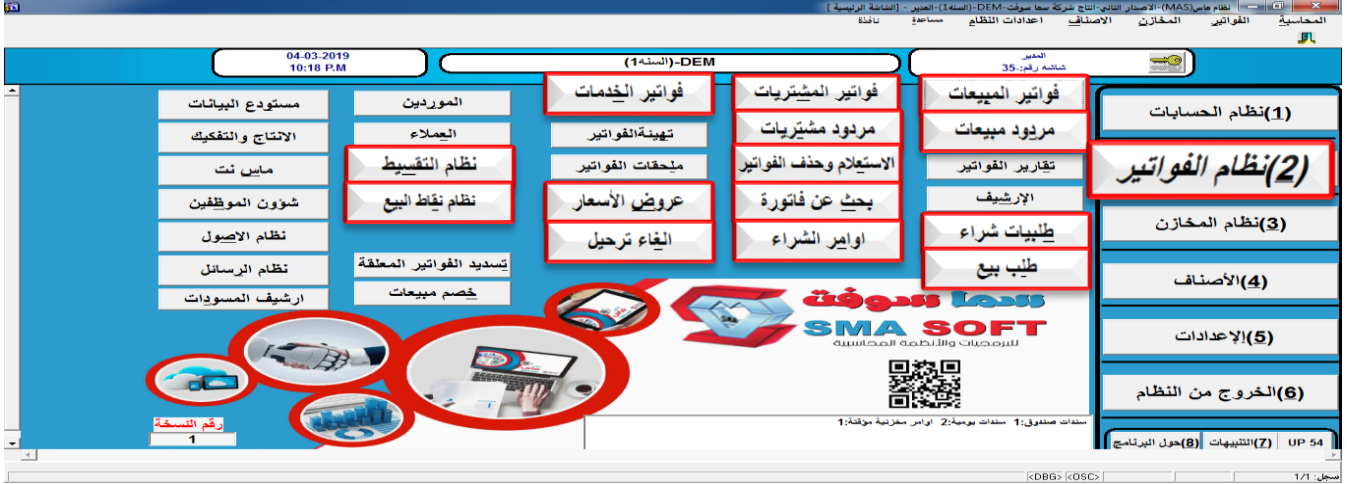 نظام ماس(MAS)-الاصدار الثاني-انتاج شركة سما سوفت-DEM-(السنه1)-المدير - [الشاشة الرئيسية ]
المحاسبة الفواتير المخازن الاصناف اعدادات النظام مساعدة نافذة
المدير
شاشه رقم:-35
DEM-(السنه1)
04-03-2019
10:18 P.M
(1)نظام الحسابات
(2)نظام الفواتير
(3)نظام المخازن
(4)الأصناف
(5)الإعدادات
(6)الخروج من النظام
UP 54 (7)التنبيهات (8)حول البرنامج
فواتير المبيعات
مردود مبيعات
تقارير الفواتير
الارشيف
طلبيات شراء
طلب بيع
فواتير المشتريات
مردود مشتريات
الاستعلام وحذف الفواتير
بحث عن فاتورة
اوامر الشراء
فواتير الخدمات
تهيئةالفواتير
ملحقات الفواتير
عروض الأسعار
الغاء ترحيل
الموردين
العملاء
نظام التقسيط
نظام نقاط البيع
تسديد الفواتير المعلقة
خصم مبيعات
مستودع البيانات
الانتاج والتفكيك
ماس نت
شؤون الموظفين
نظام الاصول
نظام الرسائل
ارشيف المسودات
سما سوفت
SMA SOFT
للبرمجيات والأنظمة المحاسبية
رقم النسخة
1
سندات صندوق:1 سندات يومية:2 اوامر مخزنية مؤقتة:1
سجل: 1/1 <OSC> <DBG>